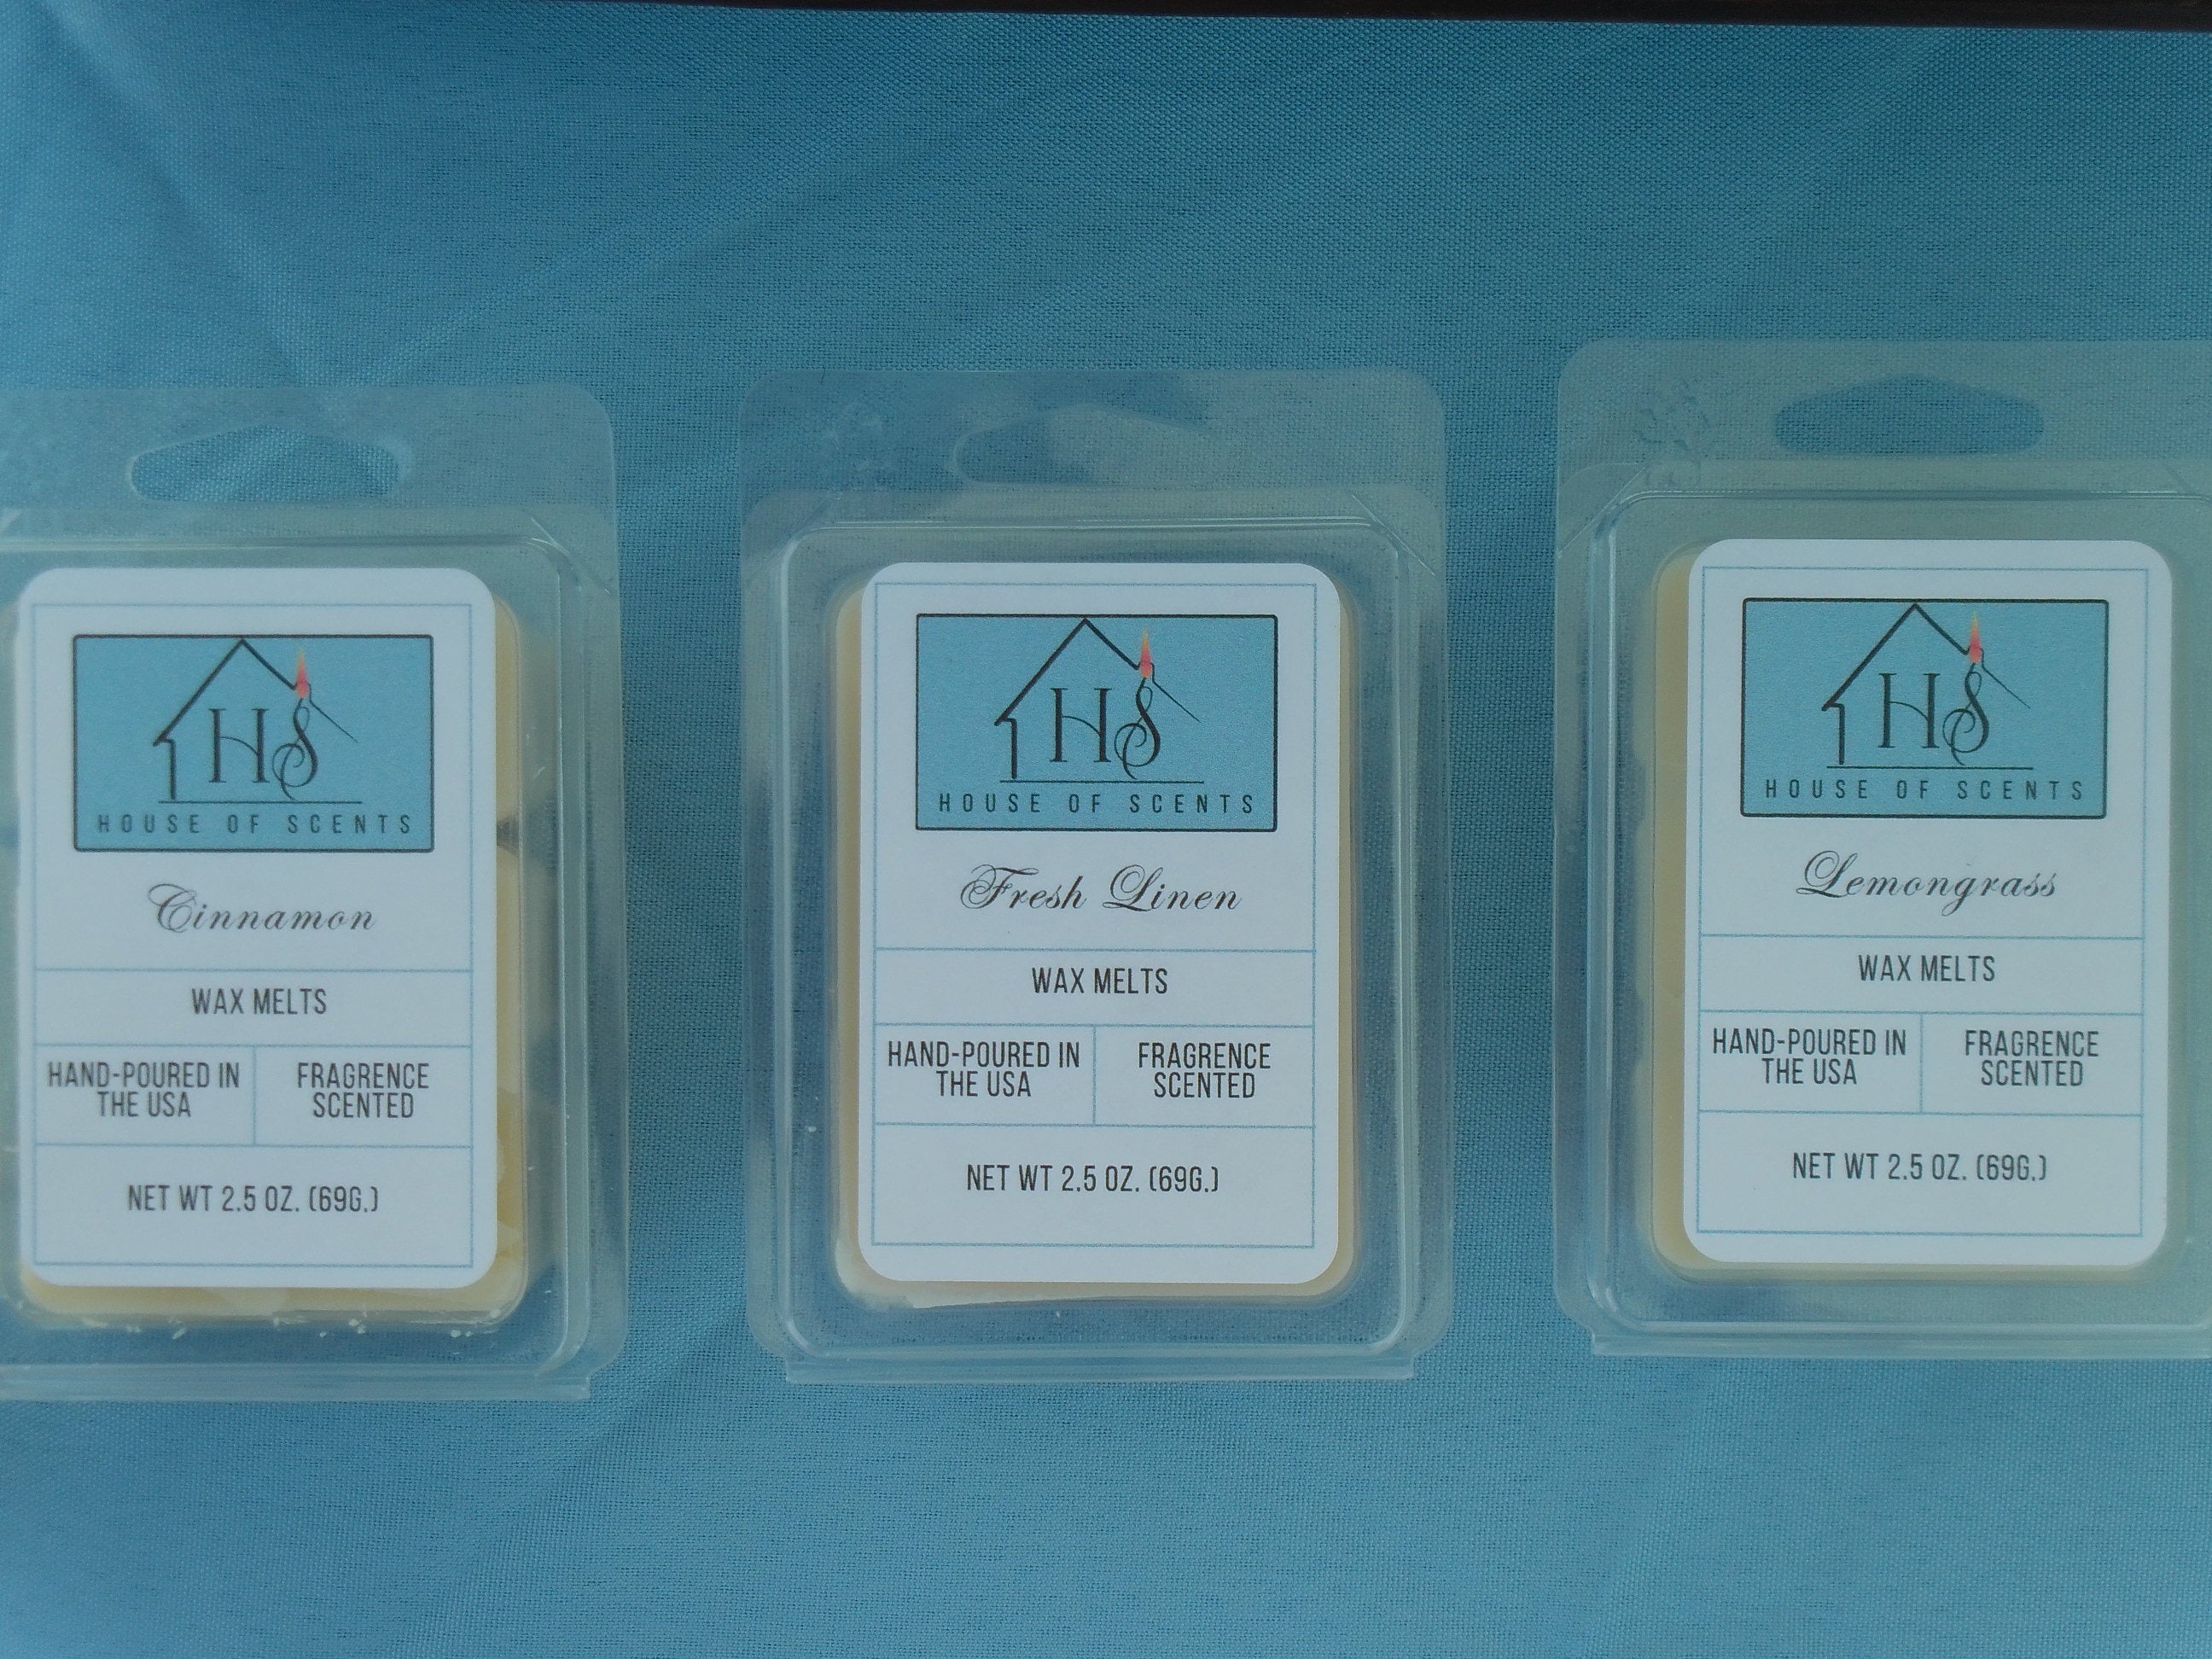 HS
HOUSE OF SCENTS
Cinnamon
WAX MELTS
HAND-POURED IN
THE USA
FRAGRENCE
SCENTED
NET WT 2.5 OZ. (69G.)
HS
HOUSE OF SCENTS
Fresh Linen
WAX MELTS
HAND-POURED IN
THE USA
FRAGRENCE
SCENTED
NET WT 2.5 OZ. (69G.)
HS
HOUSE OF SCENTS
Lemongrass
WAX MELTS
HAND-POURED IN
THE USA
FRAGRENCE
SCENTED
NET WT 2.5 OZ. (69G.)